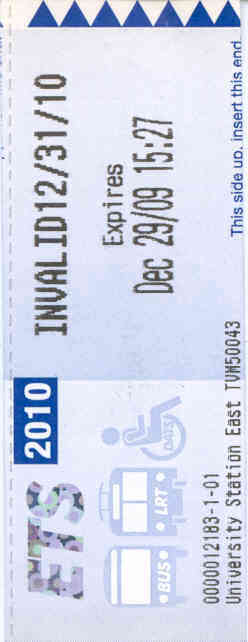 INVALID12/31/10
Expires
Dec 29/09 15:27
This side up, insert this end
2010
ETS
DATS
LRT
BUS
0000012183-1-01
University Station East TVM50043